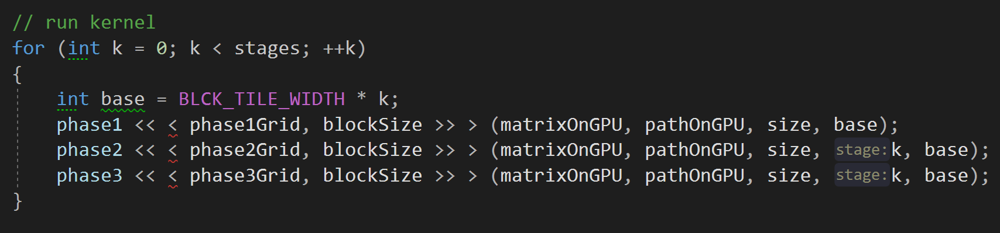 // run kernel
for (int k = 0; k < stages; ++k)
{
    int base = BLCK_TILE_WIDTH * k;
    phase1 << < phase1Grid, blockSize >> > (matrixOnGPU, pathOnGPU, size, base);
    phase2 << < phase2Grid, blockSize >> > (matrixOnGPU, pathOnGPU, size, stage:k, base);
    phase3 << < phase3Grid, blockSize >> > (matrixOnGPU, pathOnGPU, size, stage:k, base);
}